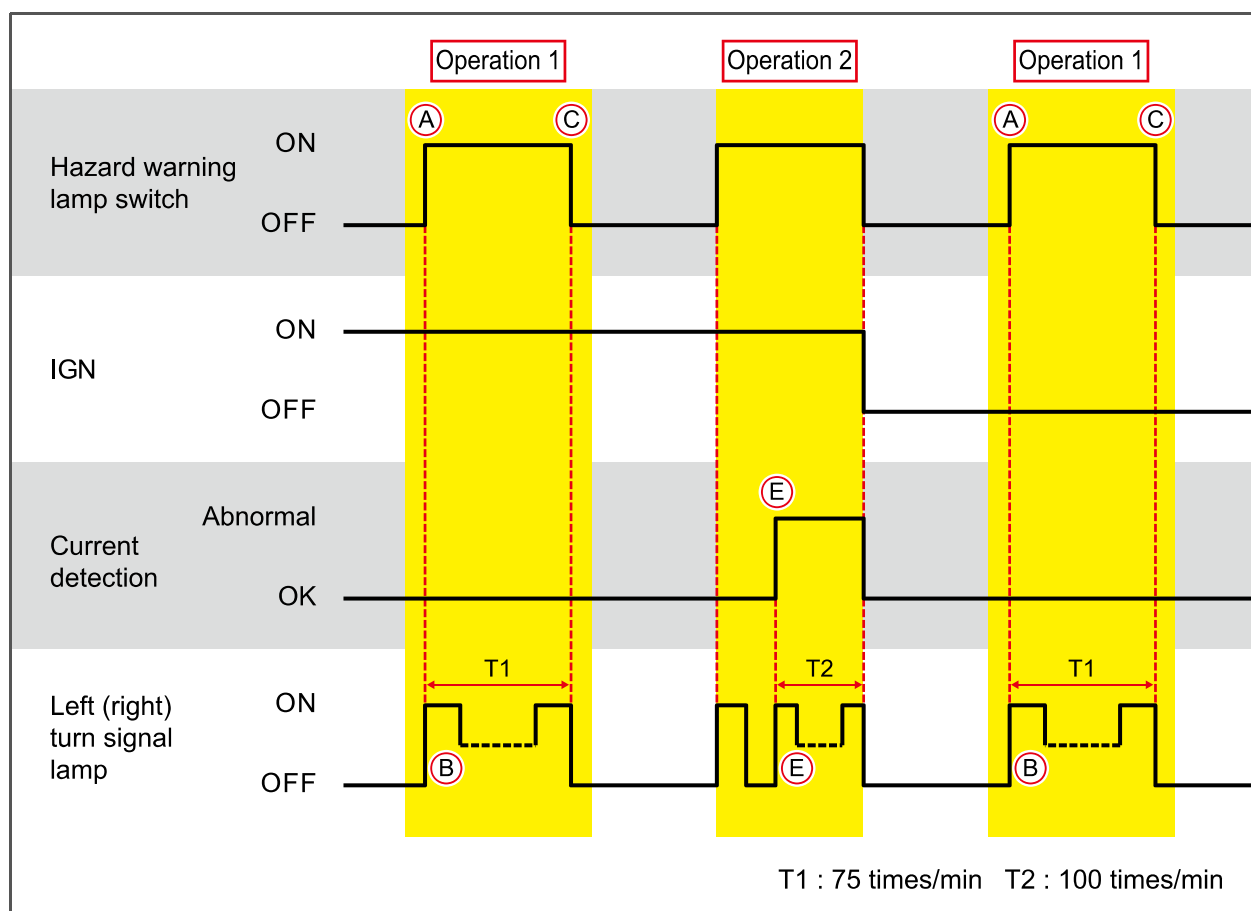 Operation 1
Operation 2
Operation 1
A
C
A
C
Hazard warning
lamp switch
ON
OFF
IGN
ON
OFF
E
Current
detection
Abnormal
OK
T1
T2
T1
Left (right)
turn signal
lamp
ON
OFF
B
E
B
T1 : 75 times/min T2 : 100 times/min